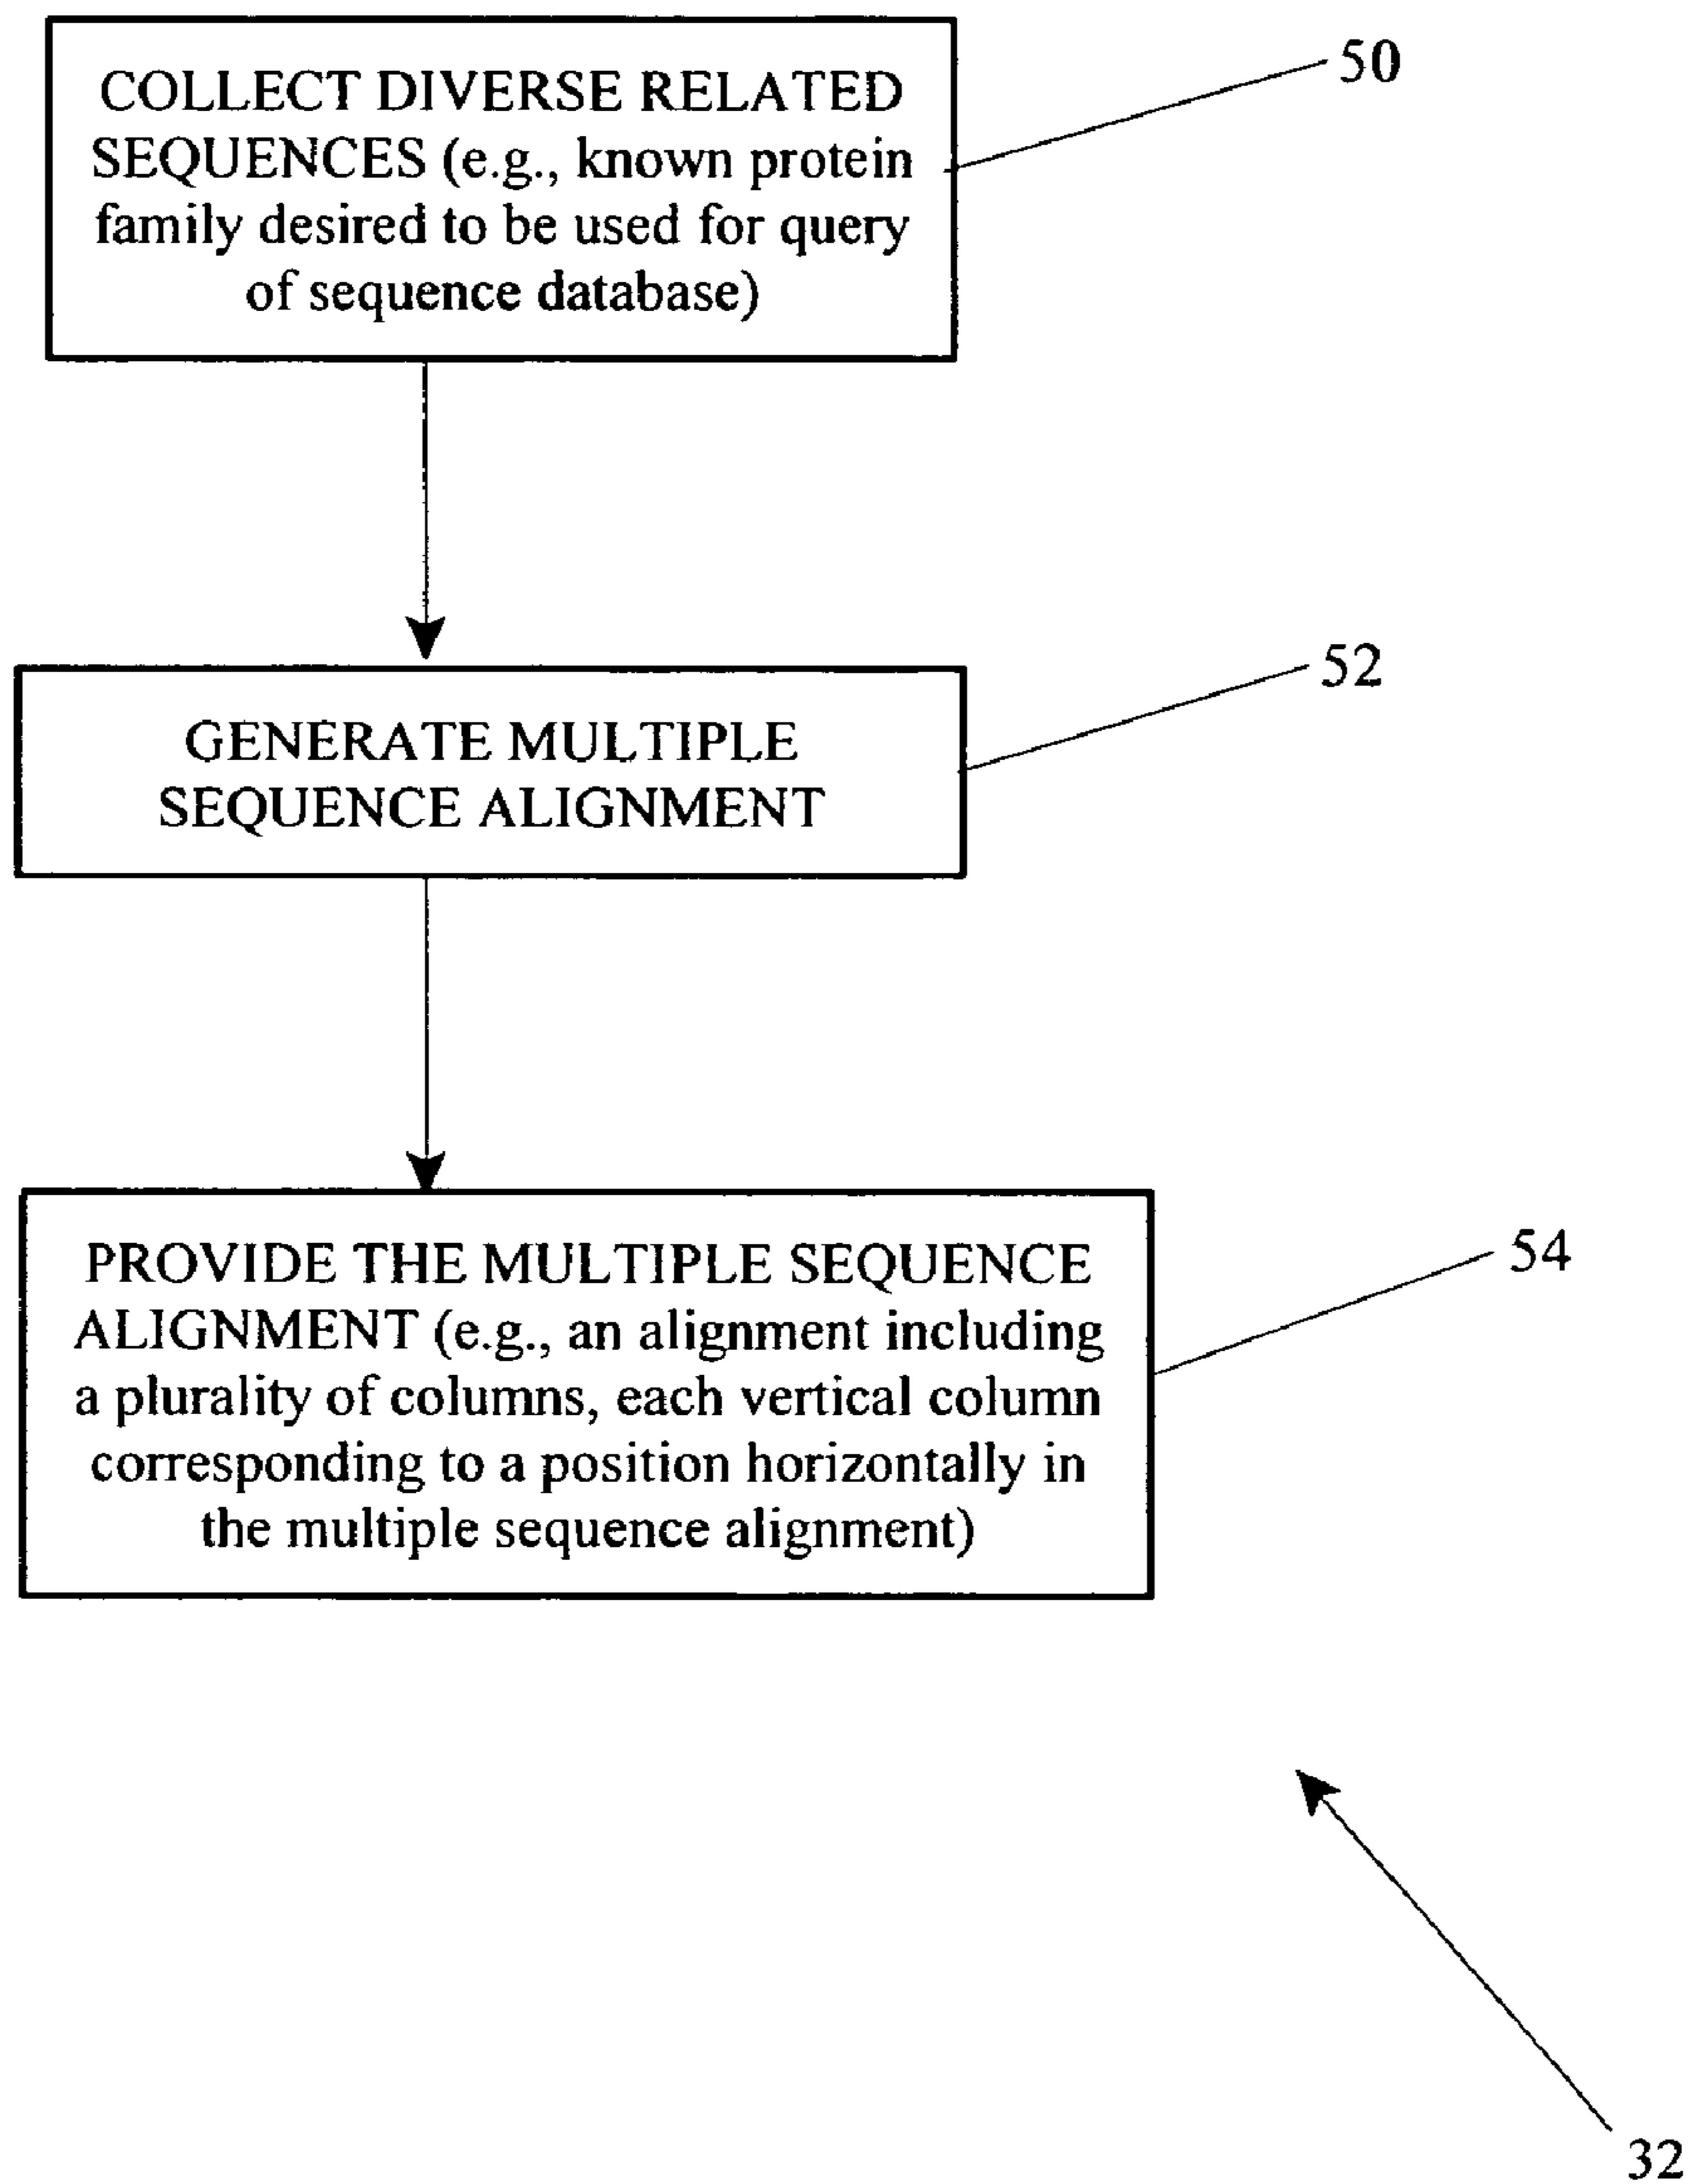 COLLECT DIVERSE RELATED
SEQUENCES (e.g., known protein
family desired to be used for query
of sequence database)
50
GENERATE MULTIPLE
SEQUENCE ALIGNMENT
52
PROVIDE THE MULTIPLE SEQUENCE
ALIGNMENT (e.g., an alignment including
a plurality of columns, each vertical column
corresponding to a position horizontally in
the multiple sequence alignment)
54
32